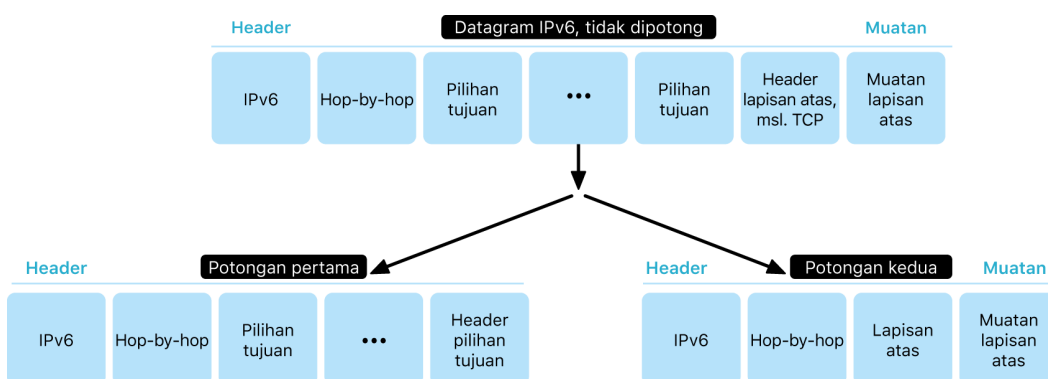 Header
Datagram IPv6, tidak dipotong
Muatan
IPv6
Hop-by-hop
Pilihan
tujuan
•••
Pilihan
tujuan
Header
lapisan atas,
msl. TCP
Muatan
lapisan
atas
Header
Potongan pertama
IPv6
Hop-by-hop
Pilihan
tujuan
•••
Header
pilihan
tujuan
Header
Potongan kedua
Muatan
IPv6
Hop-by-hop
Lapisan
atas
Muatan
lapisan
atas